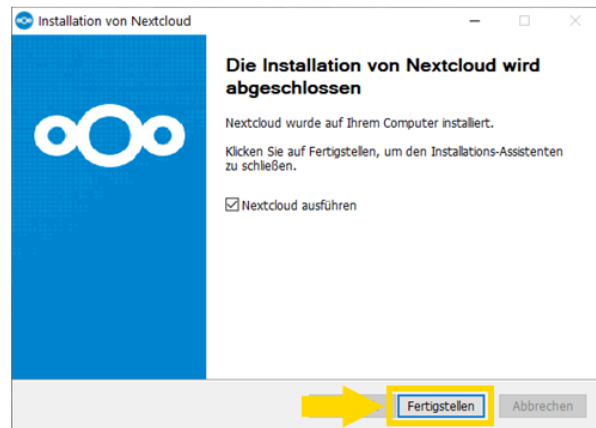 Installation von Nextcloud
Die Installation von Nextcloud wird
abgeschlossen
Nextcloud wurde auf Ihrem Computer installiert.
Klicken Sie auf Fertigstellen, um den Installations-Assistenten
zu schließen.
Nextcloud ausführen
Fertigstellen
Abbrechen